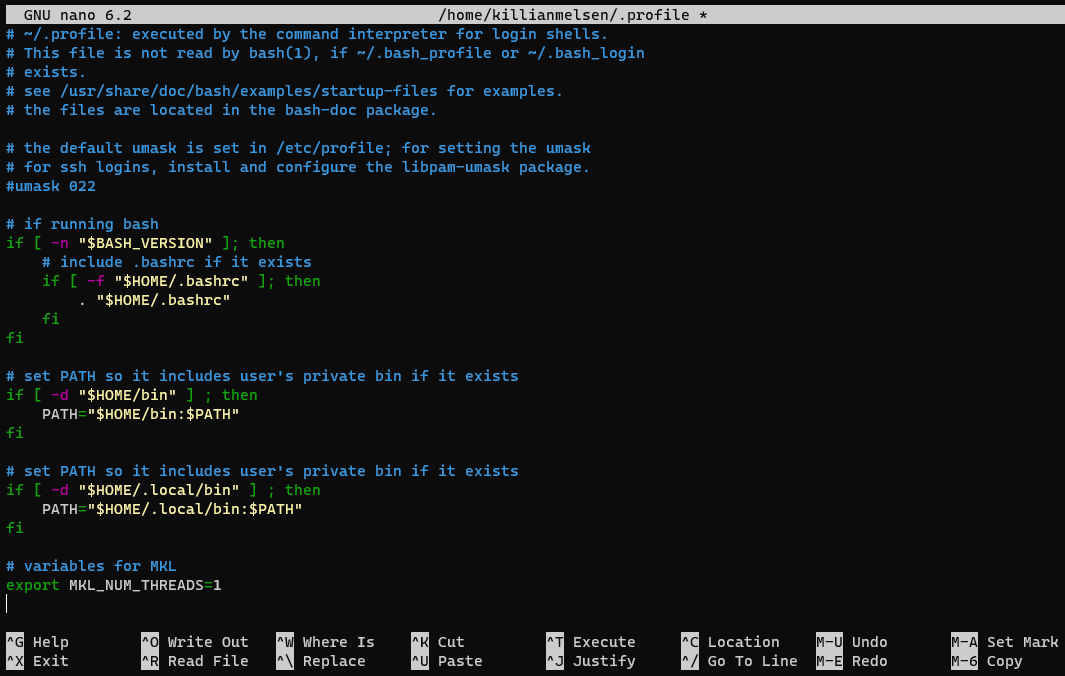 GNU nano 6.2 /home/killianmelsen/.profile *
# ~/.profile: executed by the command interpreter for login shells.
# This file is not read by bash(1), if ~/.bash_profile or ~/.bash_login
# exists.
# see /usr/share/doc/bash/examples/startup-files for examples.
# the files are located in the bash-doc package.

# the default umask is set in /etc/profile; for setting the umask
# for ssh logins, install and configure the libpam-umask package.
#umask 022

# if running bash
if [ -n "$BASH_VERSION" ]; then
    # include .bashrc if it exists
    if [ -f "$HOME/.bashrc" ]; then
        . "$HOME/.bashrc"
    fi
fi

# set PATH so it includes user's private bin if it exists
if [ -d "$HOME/bin" ] ; then
    PATH="$HOME/bin:$PATH"
fi

# set PATH so it includes user's private bin if it exists
if [ -d "$HOME/.local/bin" ] ; then
    PATH="$HOME/.local/bin:$PATH"
fi

# variables for MKL
export MKL_NUM_THREADS=1

^G Help ^O Write Out ^W Where Is ^K Cut ^T Execute ^C Location M-U Undo M-A Set Mark
^X Exit ^R Read File ^\ Replace ^U Paste ^J Justify ^/ Go To Line M-E Redo M-6 Copy